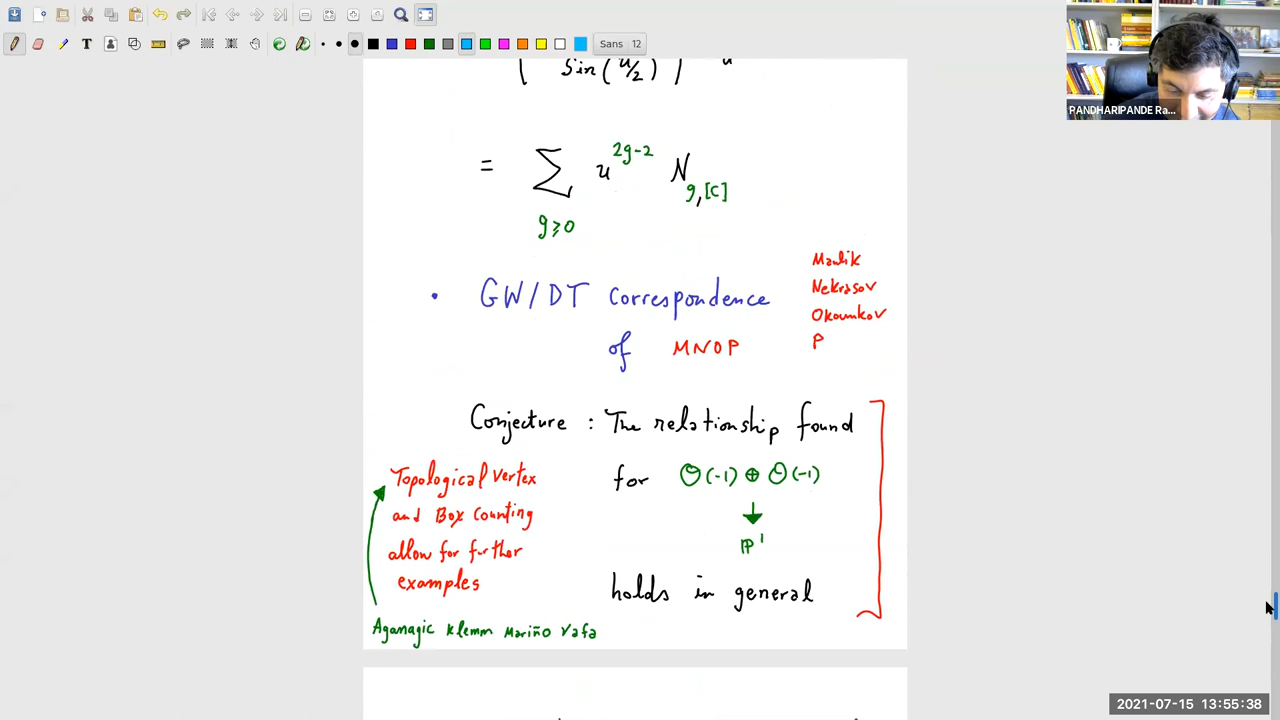 Sans 12
PANDHARIPANDE Ra...
Sin(u/2) u
= ∑ u^{2g-2} N_{g,[C]}
g≥0
• GW/DT Correspondence
of MNOP
Maulik
Nekrasov
Okounkov
P
Conjecture : The relationship found
for O(-1) ⊕ O(-1)
↓
ℙ¹
holds in general
Topological Vertex
and Box Counting
allow for further
examples
Aganagic Klemm Mariño Vafa
2021-07-15 13:55:38